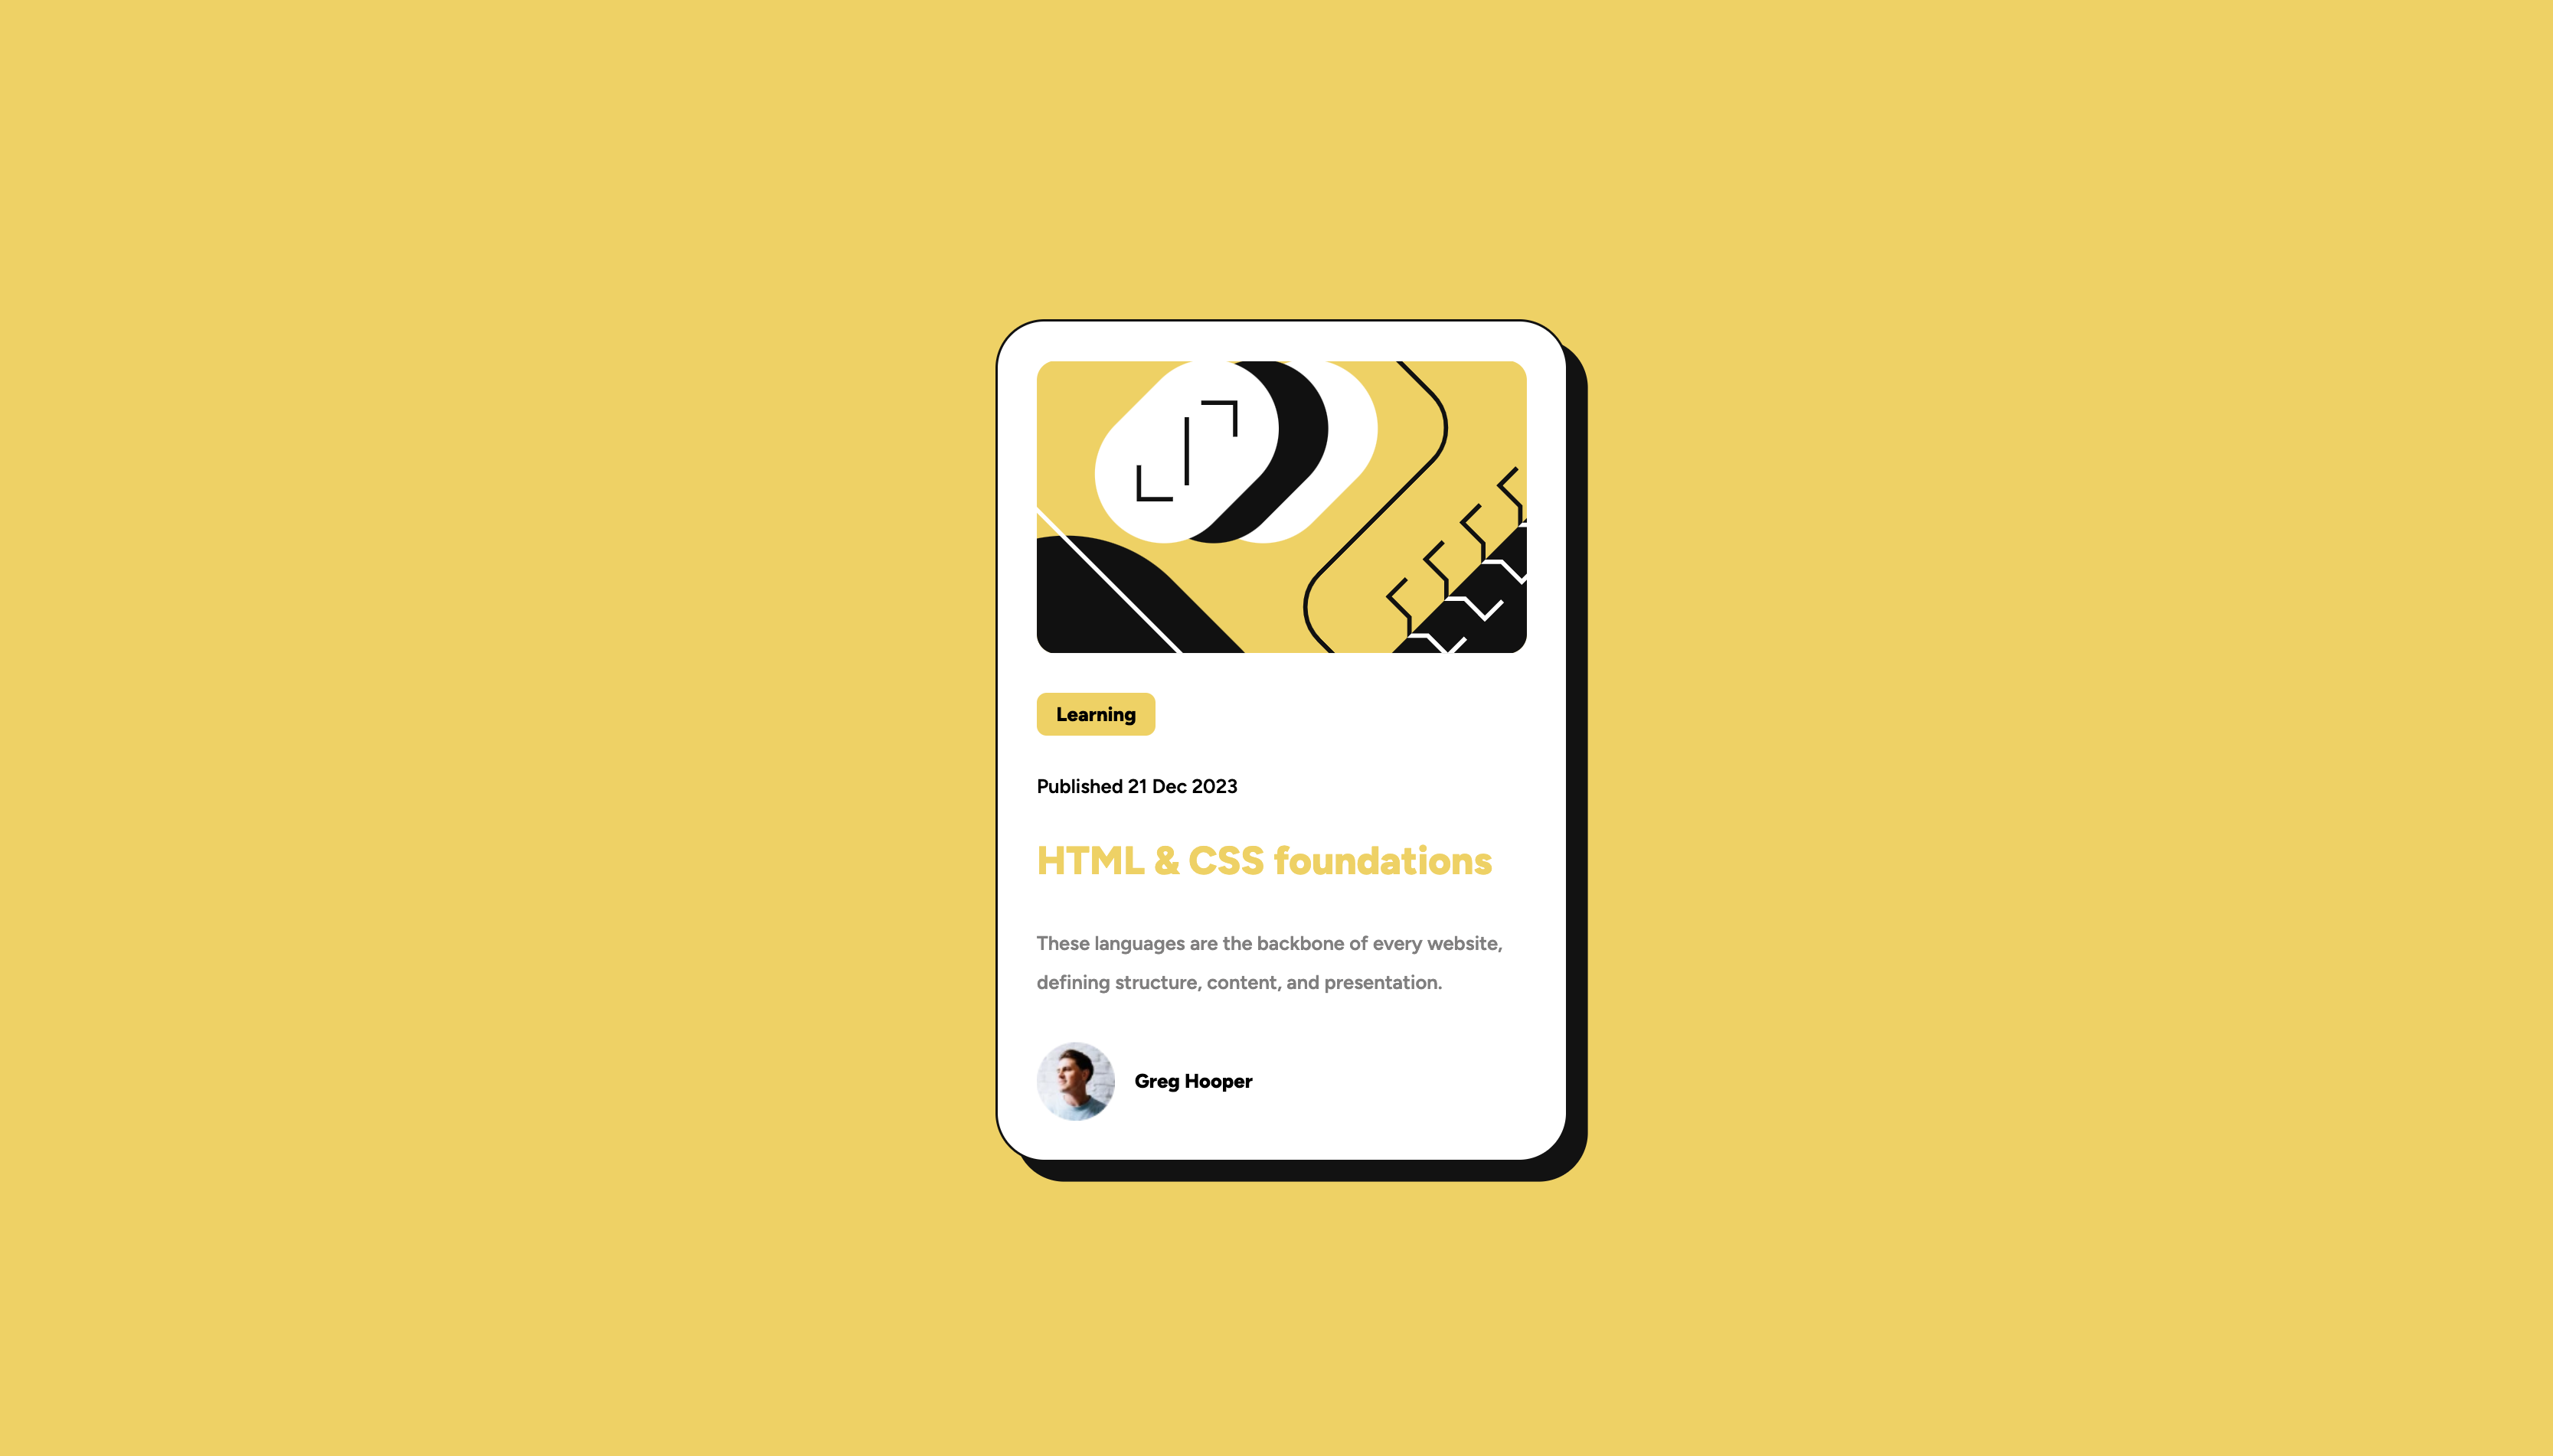 Learning
Published 21 Dec 2023
HTML & CSS foundations
These languages are the backbone of every website,
defining structure, content, and presentation.
Greg Hooper